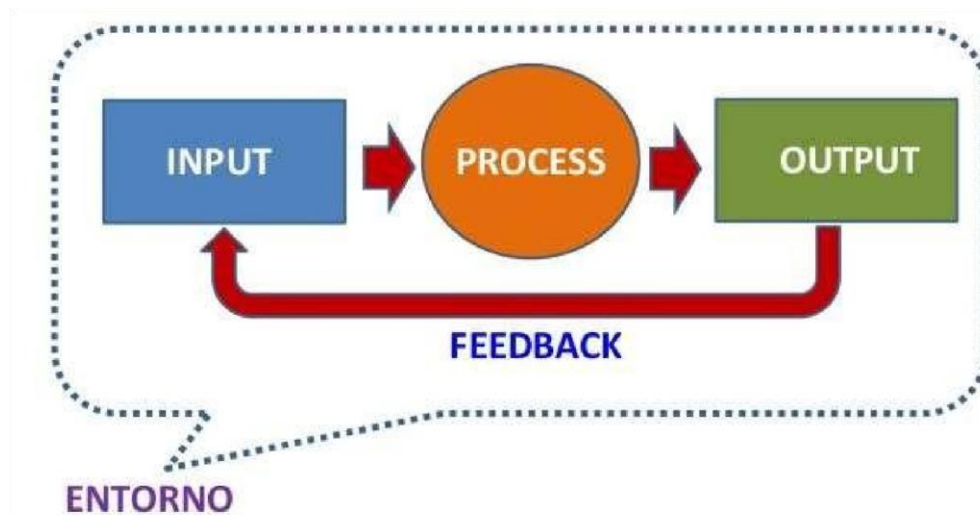 INPUT
PROCESS
OUTPUT
FEEDBACK
ENTORNO